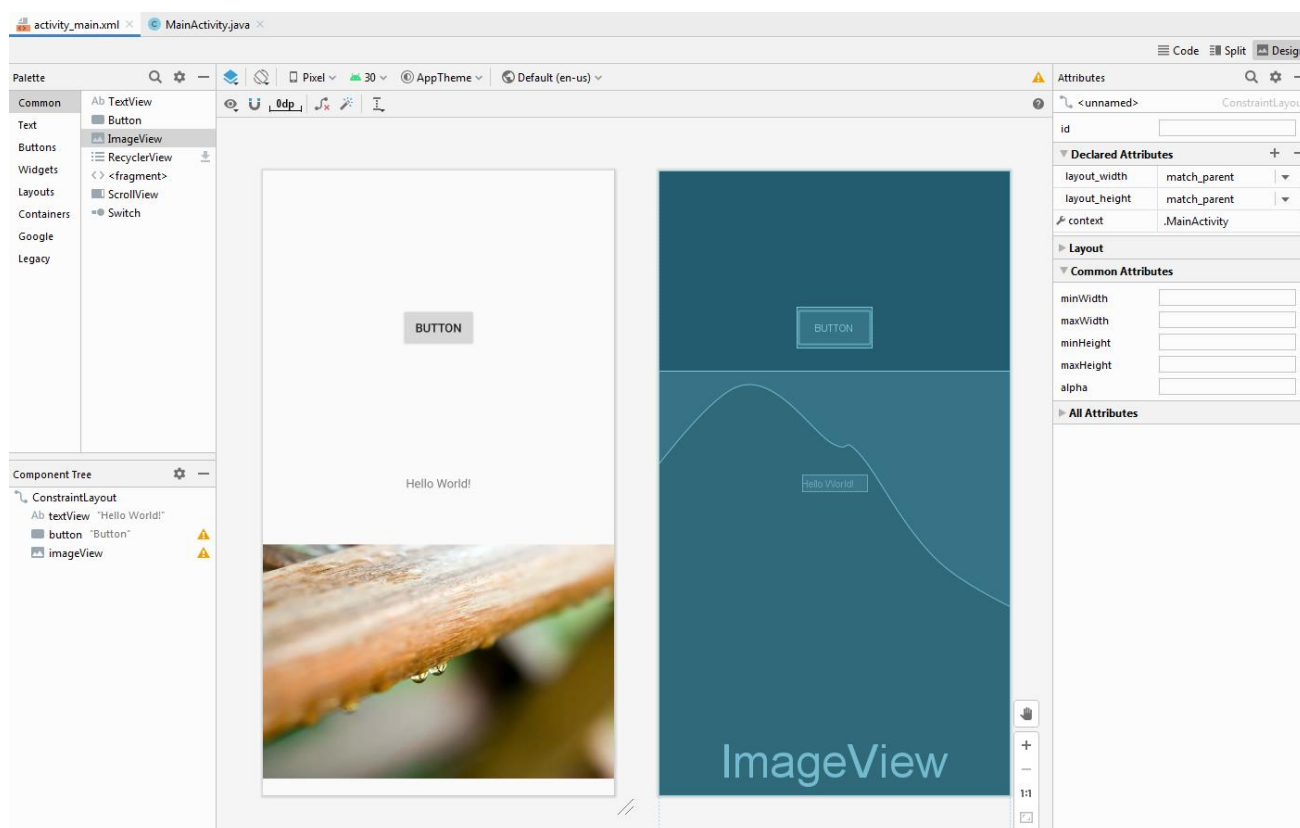 activity_main.xml MainActivity.java
Code Split Design
Palette
Pixel 30 AppTheme Default (en-us)
Attributes
Common
Text
Buttons
Widgets
Layouts
Containers
Google
Legacy
Ab TextView
Button
ImageView
RecyclerView
<> <fragment>
ScrollView
Switch
0dp
<unnamed> ConstraintLayou
id
Declared Attributes
layout_width match_parent
layout_height match_parent
context .MainActivity
Layout
Common Attributes
minWidth
maxWidth
minHeight
maxHeight
alpha
All Attributes
BUTTON
BUTTON
Hello World!
Hello World!
ImageView
Component Tree
ConstraintLayout
Ab textView "Hello World!"
button "Button"
imageView
1:1